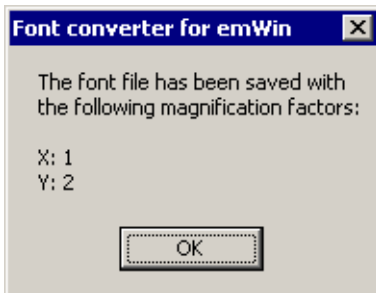 Font converter for emWin
The font file has been saved with
the following magnification factors:
X: 1
Y: 2
OK